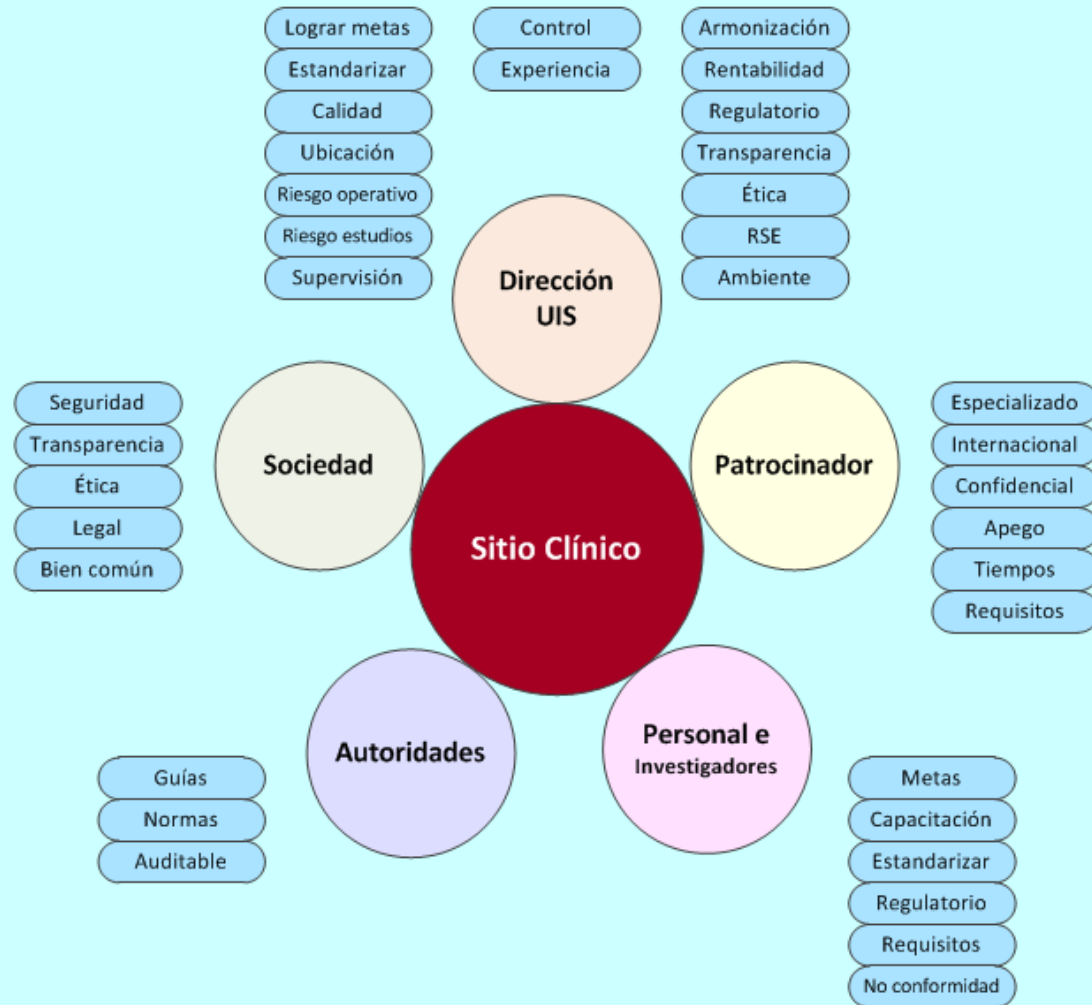 Lograr metas
Estandarizar
Calidad
Ubicación
Riesgo operativo
Riesgo estudios
Supervisión
Control
Experiencia
Armonización
Rentabilidad
Regulatorio
Transparencia
Ética
RSE
Ambiente
Dirección
UIS
Seguridad
Transparencia
Ética
Legal
Bien común
Sociedad
Sitio Clínico
Patrocinador
Especializado
Internacional
Confidencial
Apego
Tiempos
Requisitos
Autoridades
Guías
Normas
Auditable
Personal e
Investigadores
Metas
Capacitación
Estandarizar
Regulatorio
Requisitos
No conformidad